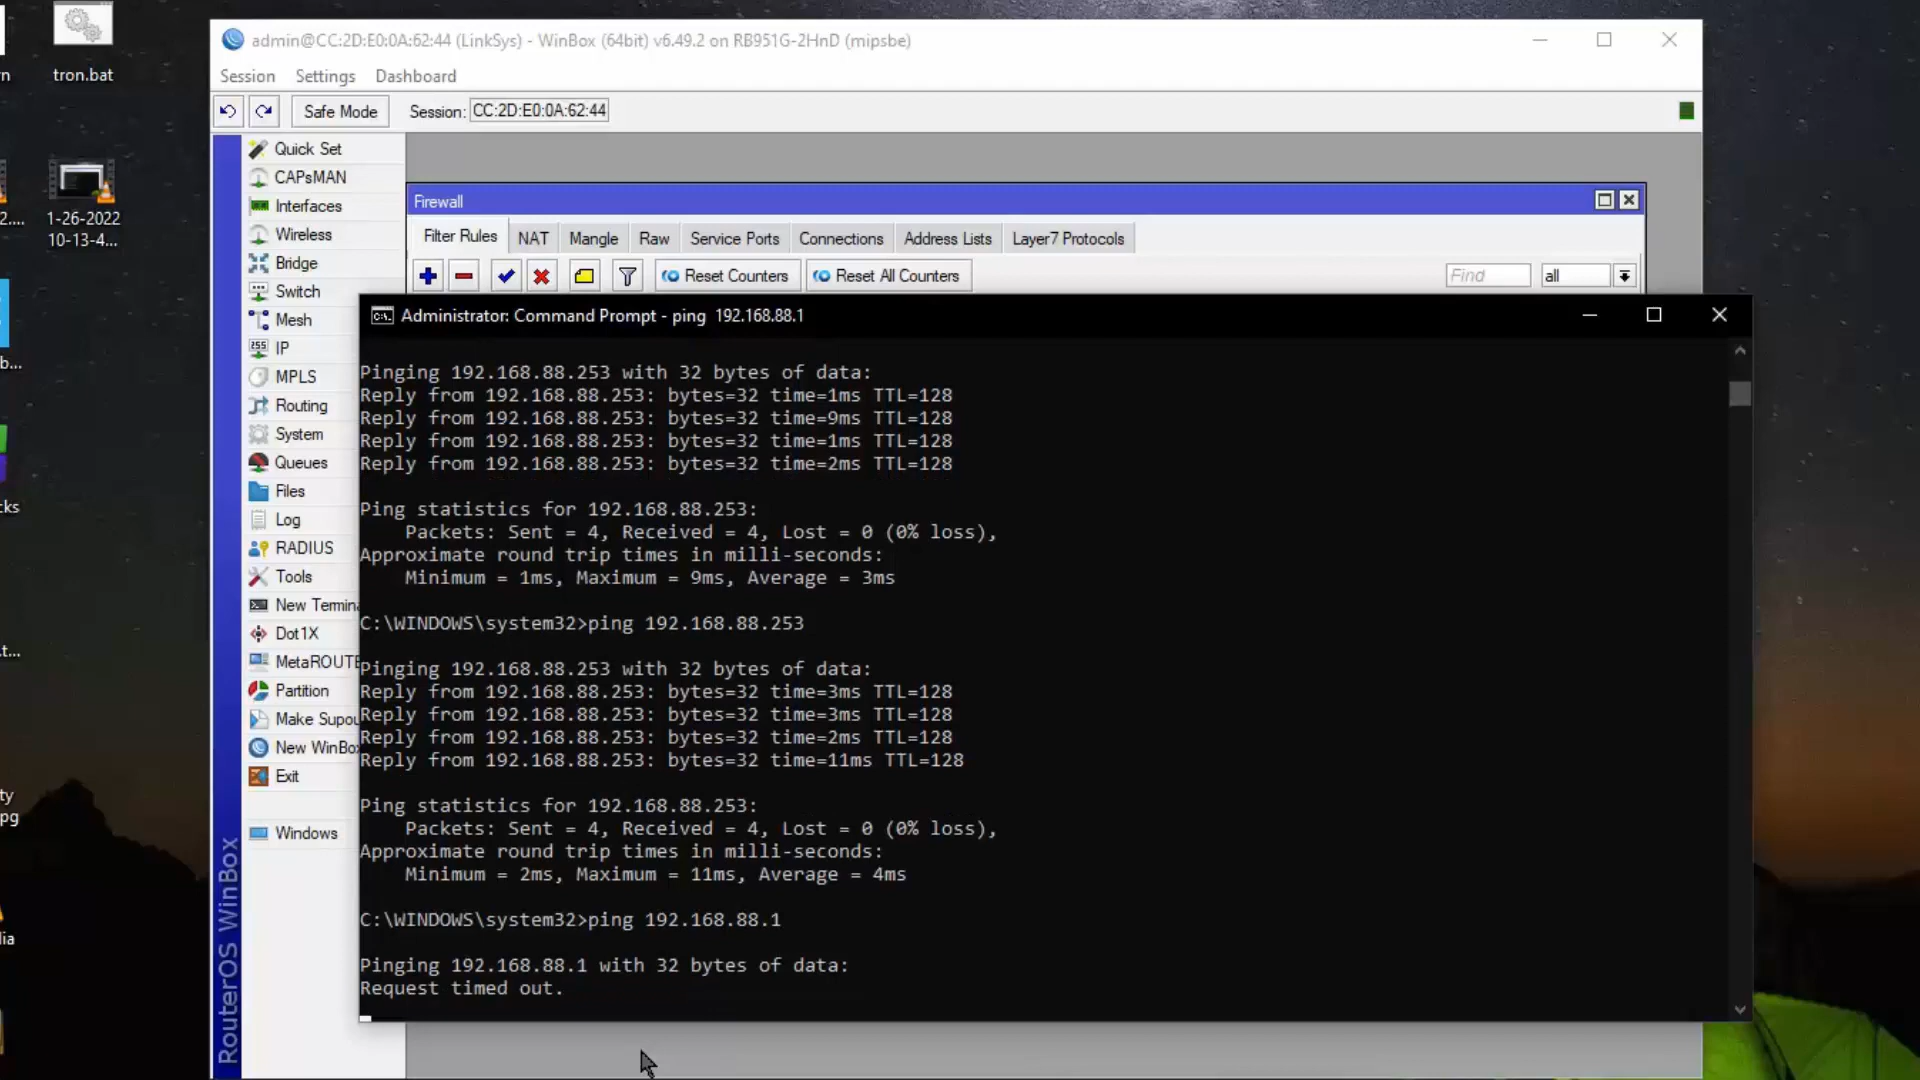 n
tron.bat
2....
1-26-2022
10-13-4...
b...
cks
.t...
ty
pg
dia
admin@CC:2D:E0:0A:62:44 (LinkSys) - WinBox (64bit) v6.49.2 on RB951G-2HnD (mipsbe)
Session Settings Dashboard
Safe Mode Session: CC:2D:E0:0A:62:44
Quick Set
CAPsMAN
Interfaces
Wireless
Bridge
Switch
Mesh
255 IP
MPLS
Routing
System
Queues
Files
Log
RADIUS
Tools
New Termina
Dot1X
MetaROUTE
Partition
Make Supou
New WinBox
Exit
Windows
RouterOS WinBox
Firewall
Filter Rules NAT Mangle Raw Service Ports Connections Address Lists Layer7 Protocols
Reset Counters Reset All Counters Find all
C:\. Administrator: Command Prompt - ping 192.168.88.1
Pinging 192.168.88.253 with 32 bytes of data:
Reply from 192.168.88.253: bytes=32 time=1ms TTL=128
Reply from 192.168.88.253: bytes=32 time=9ms TTL=128
Reply from 192.168.88.253: bytes=32 time=1ms TTL=128
Reply from 192.168.88.253: bytes=32 time=2ms TTL=128
Ping statistics for 192.168.88.253:
Packets: Sent = 4, Received = 4, Lost = 0 (0% loss),
Approximate round trip times in milli-seconds:
Minimum = 1ms, Maximum = 9ms, Average = 3ms
C:\WINDOWS\system32>ping 192.168.88.253
Pinging 192.168.88.253 with 32 bytes of data:
Reply from 192.168.88.253: bytes=32 time=3ms TTL=128
Reply from 192.168.88.253: bytes=32 time=3ms TTL=128
Reply from 192.168.88.253: bytes=32 time=2ms TTL=128
Reply from 192.168.88.253: bytes=32 time=11ms TTL=128
Ping statistics for 192.168.88.253:
Packets: Sent = 4, Received = 4, Lost = 0 (0% loss),
Approximate round trip times in milli-seconds:
Minimum = 2ms, Maximum = 11ms, Average = 4ms
C:\WINDOWS\system32>ping 192.168.88.1
Pinging 192.168.88.1 with 32 bytes of data:
Request timed out.